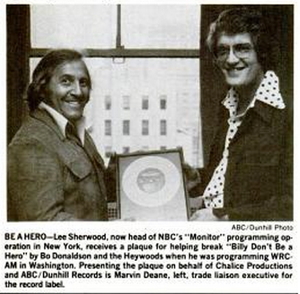 ABC/Dunhill Photo
BE A HERO—Lee Sherwood, now head of NBC's "Monitor" programming op-
eration in New York, receives a plaque for helping break "Billy Don't Be a
Hero" by Bo Donaldson and the Heywoods when he was programming WRC-
AM in Washington. Presenting the plaque on behalf of Chalice Productions
and ABC/Dunhill Records is Marvin Deane, left, trade liaison executive for
the record label.